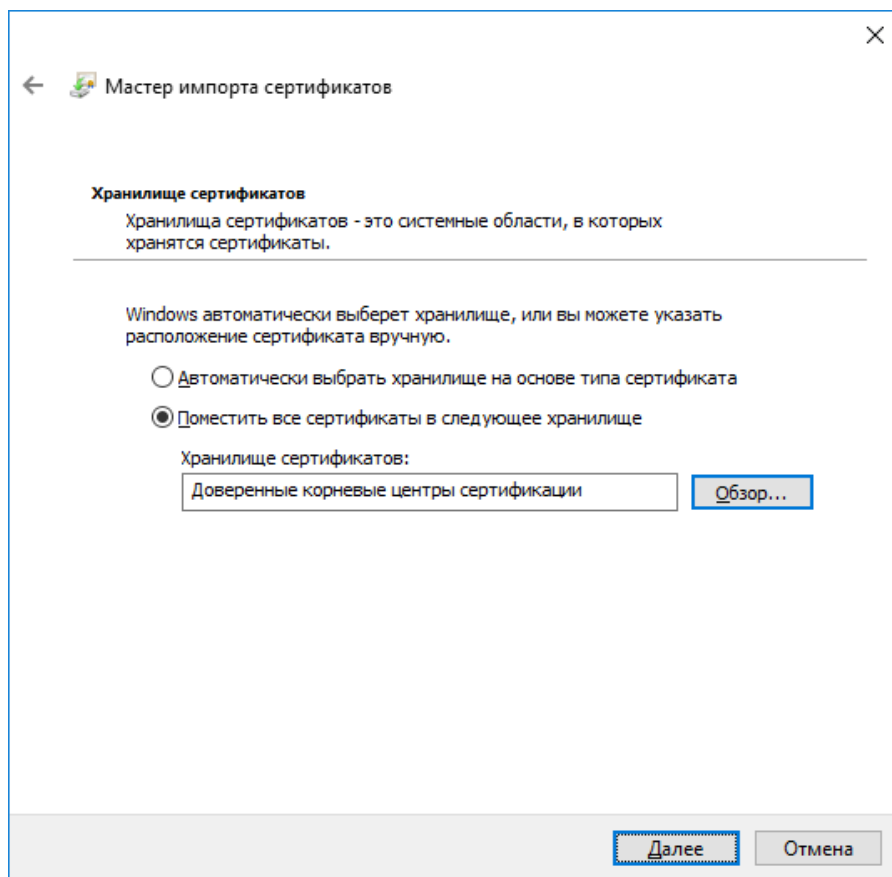 Мастер импорта сертификатов
Хранилище сертификатов
Хранилища сертификатов - это системные области, в которых
хранятся сертификаты.
Windows автоматически выберет хранилище, или вы можете указать
расположение сертификата вручную.
Автоматически выбрать хранилище на основе типа сертификата
Поместить все сертификаты в следующее хранилище
Хранилище сертификатов:
Доверенные корневые центры сертификации
Обзор...
Далее
Отмена